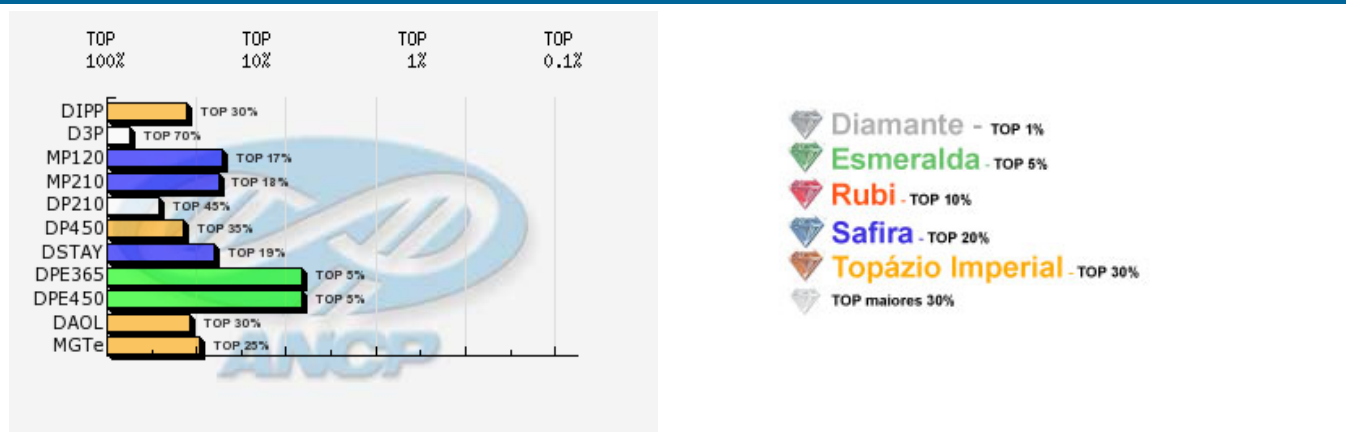 TOP TOP TOP TOP
100% 10% 1% 0.1%
DIPP TOP 30%
D3P TOP 70%
MP120 TOP 17%
MP210 TOP 18%
DP210 TOP 45%
DP450 TOP 35%
DSTAY TOP 19%
DPE365 TOP 5%
DPE450 TOP 5%
DAOL TOP 30%
MGTe TOP 25%
ANCP
Diamante - TOP 1%
Esmeralda - TOP 5%
Rubi - TOP 10%
Safira - TOP 20%
Topázio Imperial - TOP 30%
TOP maiores 30%